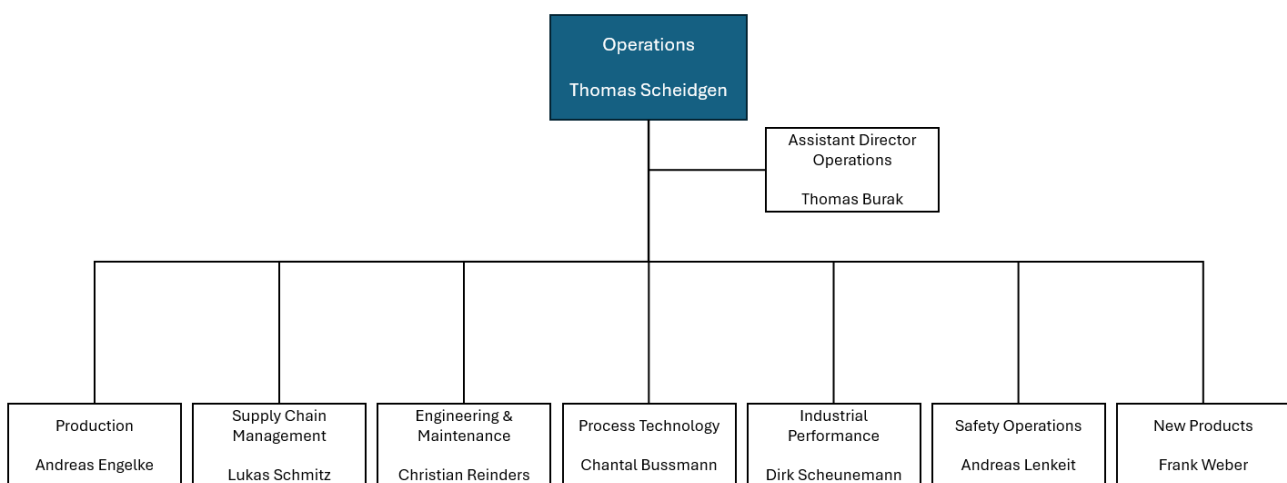 Operations
Thomas Scheidgen
Assistant Director
Operations
Thomas Burak
Production
Andreas Engelke
Supply Chain
Management
Lukas Schmitz
Engineering &
Maintenance
Christian Reinders
Process Technology
Chantal Bussmann
Industrial
Performance
Dirk Scheunemann
Safety Operations
Andreas Lenkeit
New Products
Frank Weber